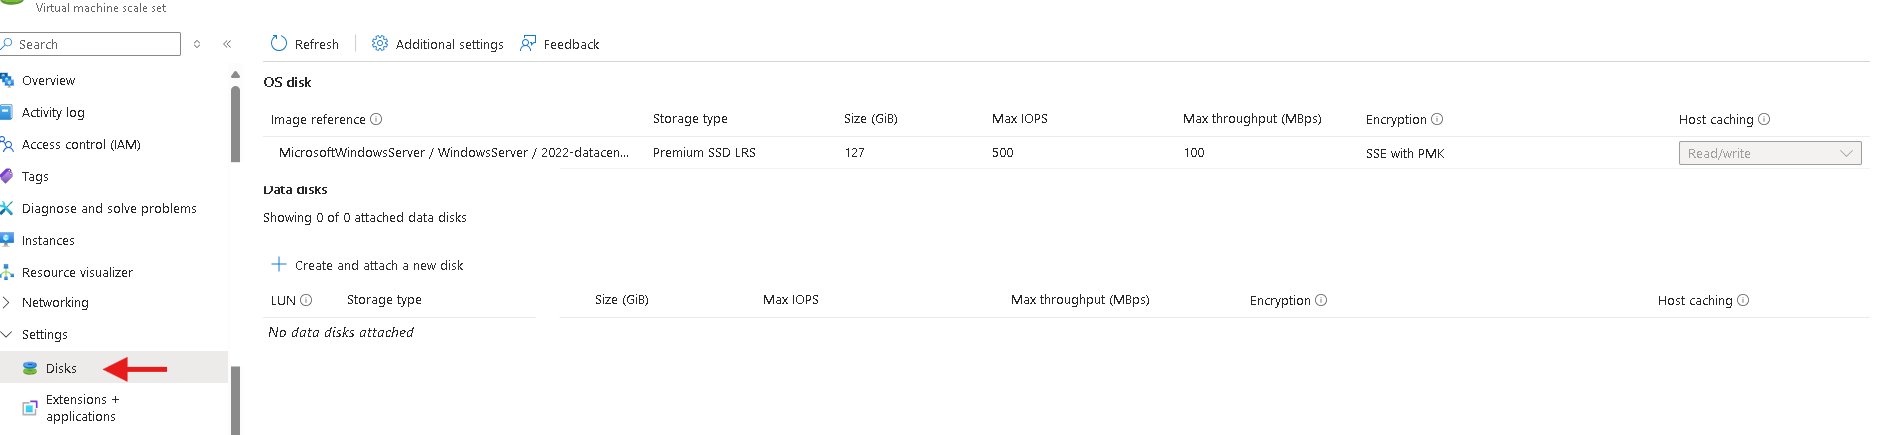 Virtual machine scale set
Search
Refresh
Additional settings
Feedback
Overview
Activity log
Access control (IAM)
Tags
Diagnose and solve problems
Instances
Resource visualizer
Networking
Settings
Disks
Extensions +
applications
OS disk
Image reference Storage type Size (GiB) Max IOPS Max throughput (MBps) Encryption Host caching
MicrosoftWindowsServer / WindowsServer / 2022-datacen... Premium SSD LRS 127 500 100 SSE with PMK Read/write
Data disks
Showing 0 of 0 attached data disks
Create and attach a new disk
LUN Storage type Size (GiB) Max IOPS Max throughput (MBps) Encryption Host caching
No data disks attached